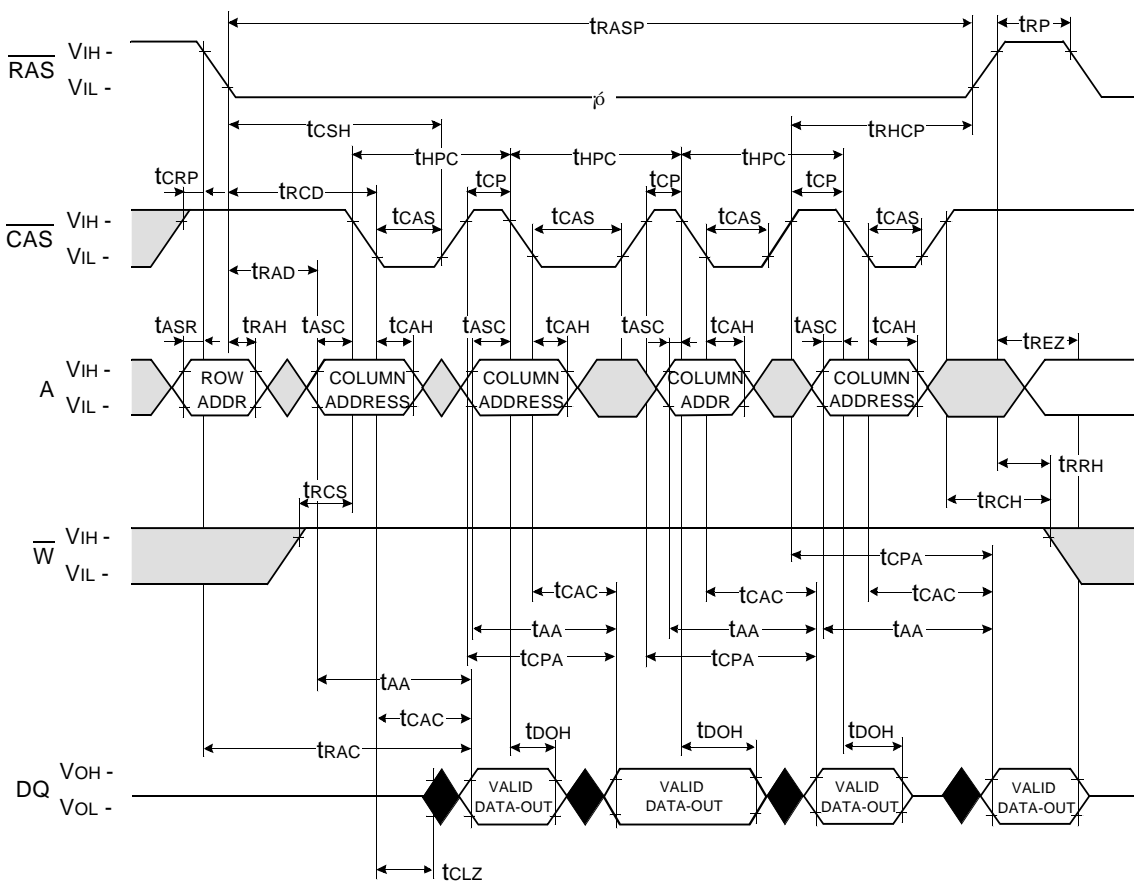 tRASP tRP
RAS VIH -
VIL -
ró
tCSH tRHCP
tHPC tHPC tHPC
tCRP tRCD tCP tCP tCP
CAS VIH -
VIL -
tCAS tCAS tCAS tCAS
tRAD
tASR tRAH tASC tCAH tASC tCAH tASC tCAH tASC tCAH tREZ
A VIH -
VIL -
ROW ADDR
COLUMN ADDRESS
COLUMN ADDRESS
COLUMN ADDR
COLUMN ADDRESS
tRRH
tRCS tRCH
W VIH -
VIL -
tCPA
tCAC tCAC tCAC
tAA tAA tAA
tCPA tCPA
tAA
tCAC
tRAC tDOH tDOH tDOH
DQ VOH -
VOL -
VALID DATA-OUT
VALID DATA-OUT
VALID DATA-OUT
VALID DATA-OUT
tCLZ